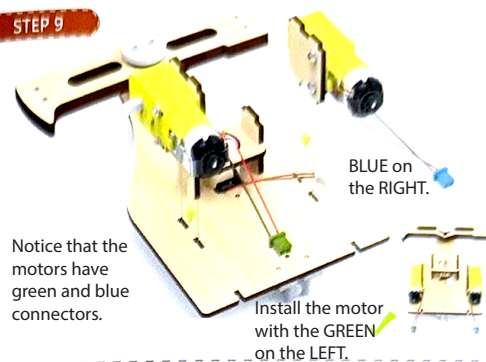 STEP 9
BLUE on
the RIGHT.
Notice that the
motors have
green and blue
connectors.
Install the motor
with the GREEN
on the LEFT.